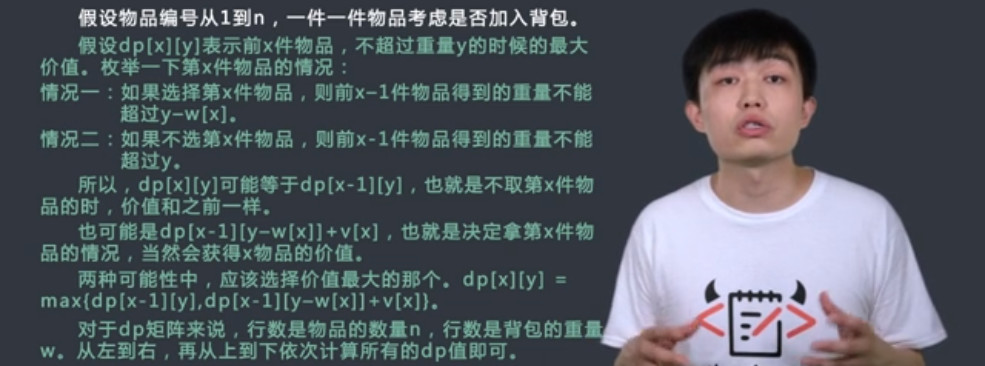 假设物品编号从1到n，一件一件物品考虑是否加入背包。
假设dp[x][y]表示前x件物品，不超过重量y的时候的最大
价值。枚举一下第x件物品的情况：
情况一：如果选择第x件物品，则前x-1件物品得到的重量不能
超过y-w[x]。
情况二：如果不选第x件物品，则前x-1件物品得到的重量不能
超过y。
所以，dp[x][y]可能等于dp[x-1][y]，也就是不取第x件物
品的时，价值和之前一样。
也可能是dp[x-1][y-w[x]]+v[x]，也就是决定拿第x件物
品的情况，当然会获得x物品的价值。
两种可能性中，应该选择价值最大的那个。dp[x][y] =
max{dp[x-1][y],dp[x-1][y-w[x]]+v[x]}。
对于dp矩阵来说，行数是物品的数量n，行数是背包的重量
w。从左到右，再从上到下依次计算所有的dp值即可。